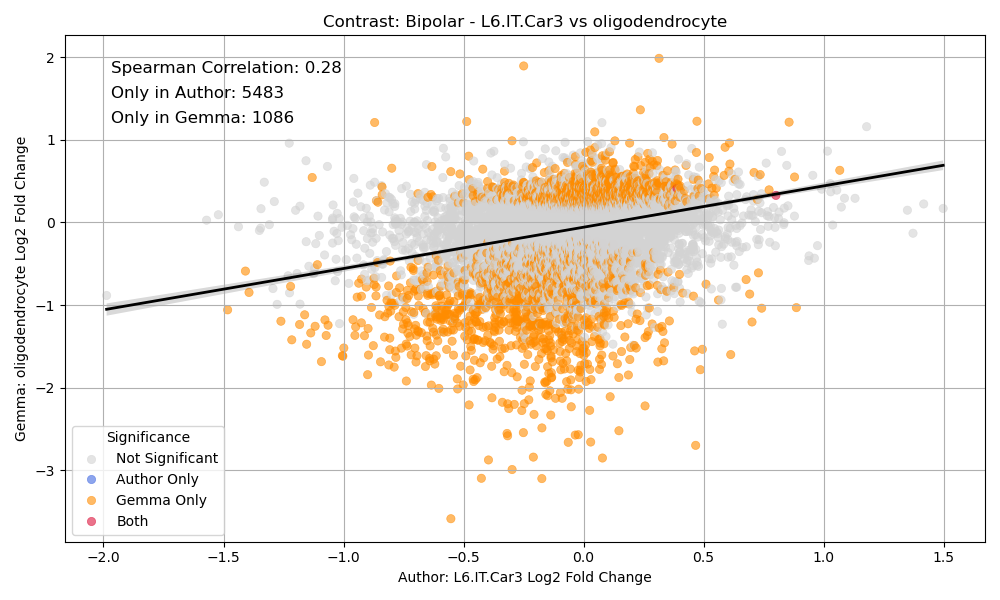 Contrast: Bipolar - L6.IT.Car3 vs oligodendrocyte
Spearman Correlation: 0.28
Only in Author: 5483
Only in Gemma: 1086
Gemma: oligodendrocyte Log2 Fold Change
2
1
0
−1
−2
−3
Significance
Not Significant
Author Only
Gemma Only
Both
−2.0 −1.5 −1.0 −0.5 0.0 0.5 1.0 1.5
Author: L6.IT.Car3 Log2 Fold Change